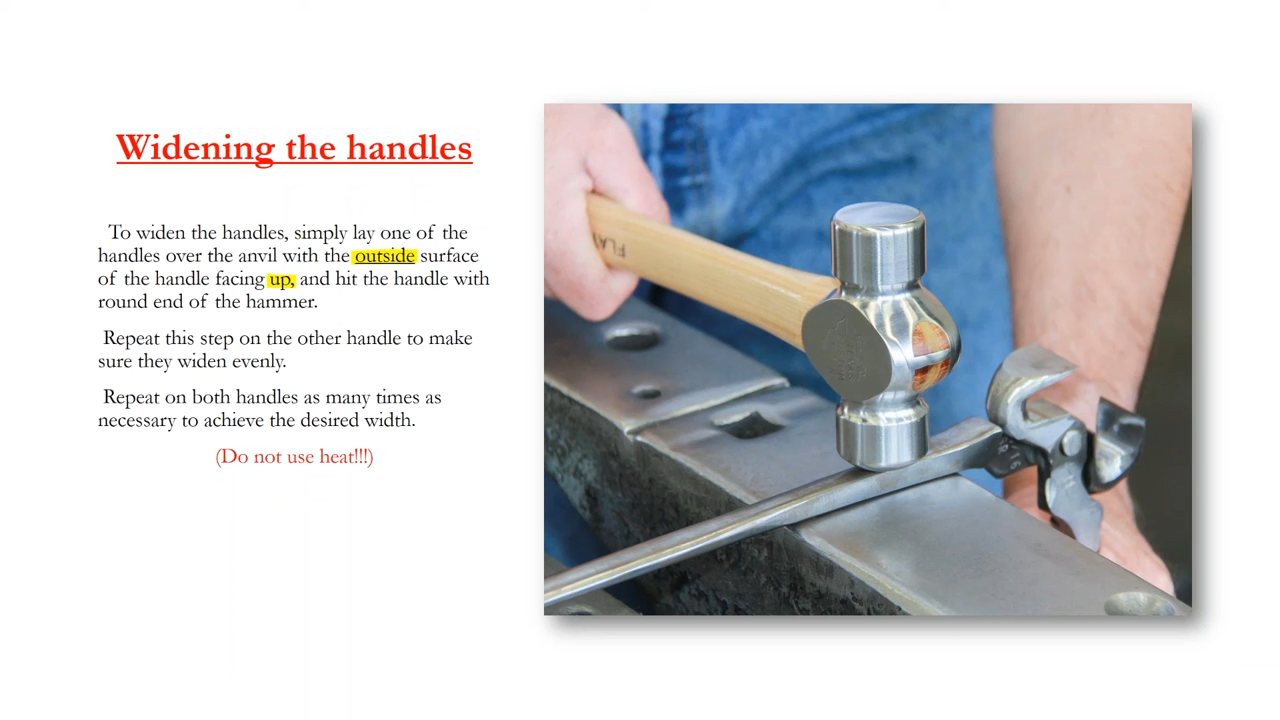 Widening the handles
To widen the handles, simply lay one of the
handles over the anvil with the outside surface
of the handle facing up, and hit the handle with
round end of the hammer.
Repeat this step on the other handle to make
sure they widen evenly.
Repeat on both handles as many times as
necessary to achieve the desired width.
(Do not use heat!!!)